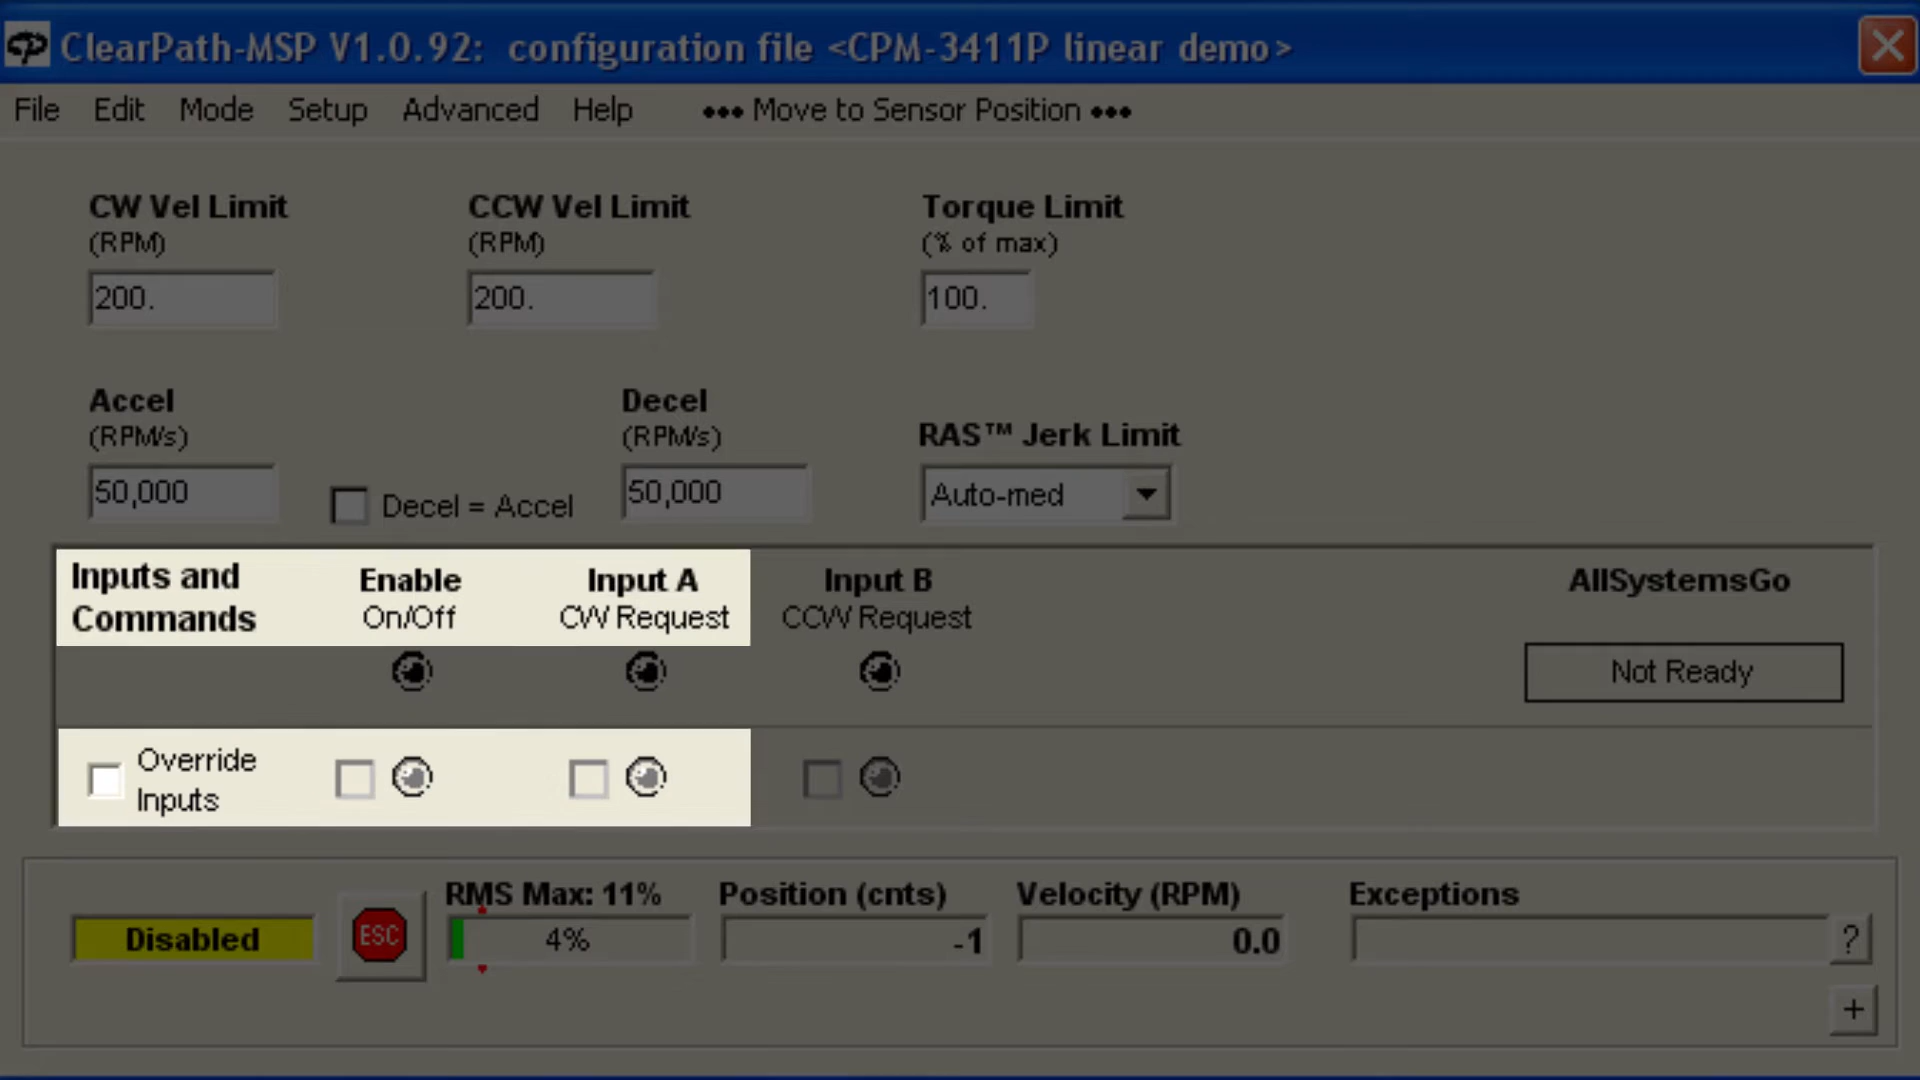 ClearPath-MSP V1.0.92: configuration file <CPM-3411P linear demo>
File Edit Mode Setup Advanced Help ••• Move to Sensor Position •••
CW Vel Limit CCW Vel Limit Torque Limit
(RPM) (RPM) (% of max)
200. 200. 100.
Accel Decel
(RPM/s) (RPM/s) RAS™ Jerk Limit
50,000 Decel = Accel 50,000 Auto-med
Inputs and Enable Input A Input B AllSystemsGo
Commands On/Off CW Request CCW Request
Not Ready
Override
Inputs
RMS Max: 11% Position (cnts) Velocity (RPM) Exceptions
Disabled ESC 4% -1 0.0 ?
+